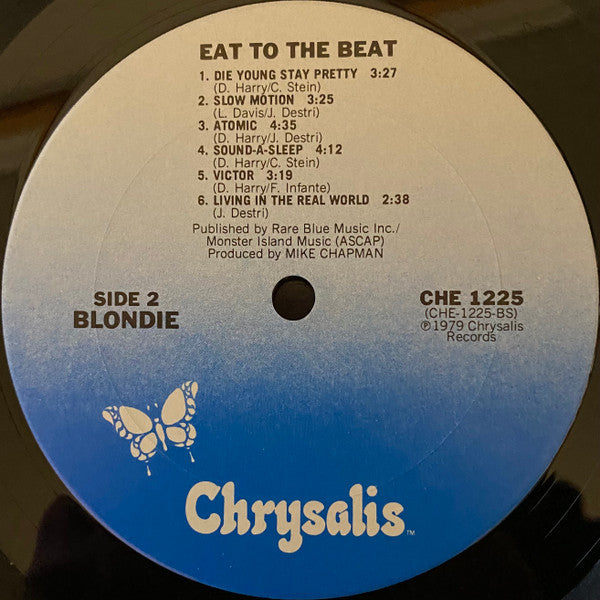 EAT TO THE BEAT
1. DIE YOUNG STAY PRETTY 3:27
(D. Harry/C. Stein)
2. SLOW MOTION 3:25
(L. Davis/J. Destri)
3. ATOMIC 4:35
(D. Harry/J. Destri)
4. SOUND-A-SLEEP 4:12
(D. Harry/C. Stein)
5. VICTOR 3:19
(D. Harry/F. Infante)
6. LIVING IN THE REAL WORLD 2:38
(J. Destri)
Published by Rare Blue Music Inc./
Monster Island Music (ASCAP)
Produced by MIKE CHAPMAN
SIDE 2
BLONDIE
CHE 1225
(CHE-1225-BS)
℗1979 Chrysalis
Records
Chrysalis™